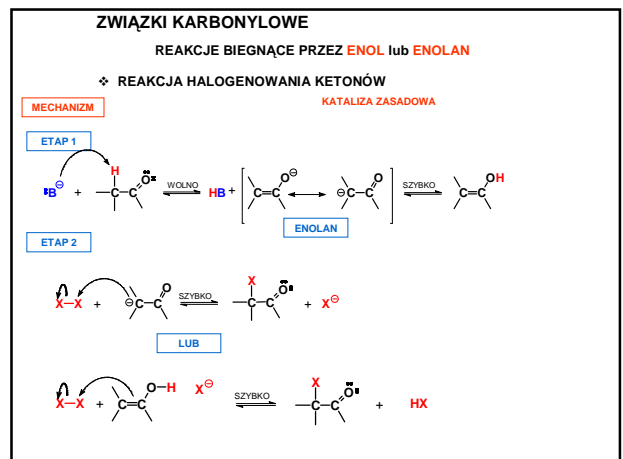 ZWIĄZKI KARBONYLOWE
REAKCJE BIEGNĄCE PRZEZ ENOL lub ENOLAN
❖ REAKCJA HALOGENOWANIA KETONÓW
MECHANIZM
KATALIZA ZASADOWA
ETAP 1
B⊖ + H C C O WOLNO HB + C=C O⊖ ⊖C C O SZYBKO C=C OH
ENOLAN
ETAP 2
X X + ⊖C C O SZYBKO X C C O + X⊖
LUB
X X + C=C O H X⊖ SZYBKO X C C O + HX